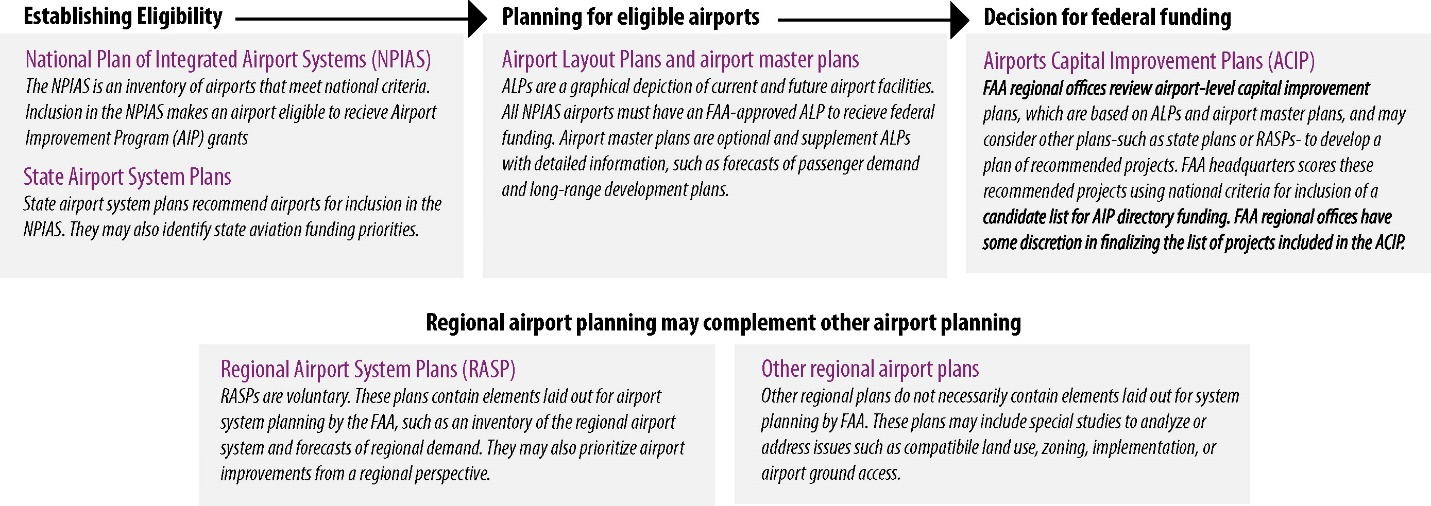 Establishing Eligibility
Planning for eligible airports
Decision for federal funding
National Plan of Integrated Airport Systems (NPIAS)
The NPIAS is an inventory of airports that meet national criteria.
Inclusion in the NPIAS makes an airport eligible to recieve Airport
Improvement Program (AIP) grants
State Airport System Plans
State airport system plans recommend airports for inclusion in the
NPIAS. They may also identify state aviation funding priorities.
Airport Layout Plans and airport master plans
ALPs are a graphical depiction of current and future airport facilities.
All NPIAS airports must have an FAA-approved ALP to recieve federal
funding. Airport master plans are optional and supplement ALPs
with detailed information, such as forecasts of passenger demand
and long-range development plans.
Airports Capital Improvement Plans (ACIP)
FAA regional offices review airport-level capital improvement
plans, which are based on ALPs and airport master plans, and may
consider other plans-such as state plans or RASPs- to develop a
plan of recommended projects. FAA headquarters scores these
recommended projects using national criteria for inclusion of a
candidate list for AIP directory funding. FAA regional offices have
some discretion in finalizing the list of projects included in the ACIP.
Regional airport planning may complement other airport planning
Regional Airport System Plans (RASP)
RASPs are voluntary. These plans contain elements laid out for airport
system planning by the FAA, such as an inventory of the regional airport
system and forecasts of regional demand. They may also prioritize airport
improvements from a regional perspective.
Other regional airport plans
Other regional plans do not necessarily contain elements laid out for system
planning by FAA. These plans may include special studies to analyze or
address issues such as compatibile land use, zoning, implementation, or
airport ground access.